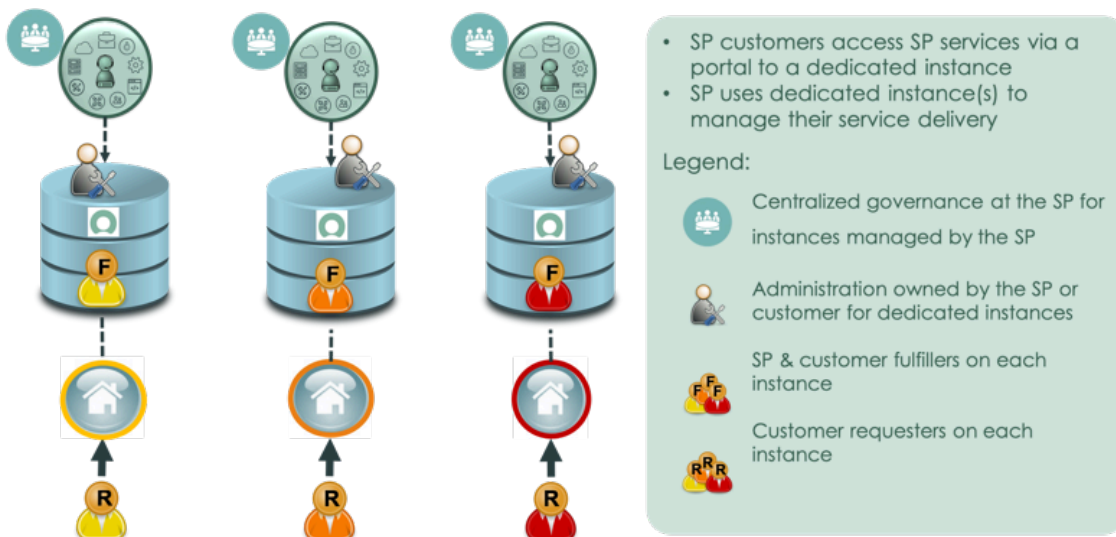 • SP customers access SP services via a
portal to a dedicated instance
• SP uses dedicated instance(s) to
manage their service delivery
Legend:
Centralized governance at the SP for
instances managed by the SP
Administration owned by the SP or
customer for dedicated instances
SP & customer fulfillers on each
instance
Customer requesters on each
instance
F F F
F
F
F
R R R
R
R
R